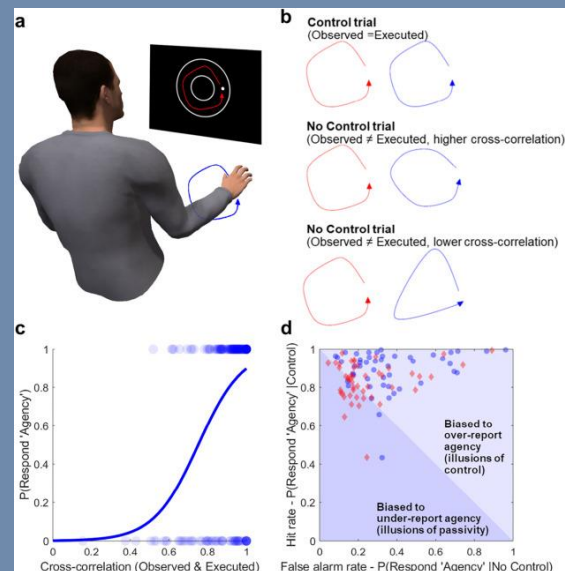 a
b
Control trial
(Observed =Executed)
No Control trial
(Observed ≠ Executed, higher cross-correlation)
No Control trial
(Observed ≠ Executed, lower cross-correlation)
c
P(Respond 'Agency')
1
0.8
0.6
0.4
0.2
0
0 0.2 0.4 0.6 0.8 1
Cross-correlation (Observed & Executed)
d
Hit rate - P(Respond 'Agency' |Control)
1
0.8
0.6
0.4
0.2
0
Biased to
over-report
agency
(illusions of
control)
Biased to
under-report agency
(illusions of passivity)
0 0.2 0.4 0.6 0.8 1
False alarm rate - P(Respond 'Agency' |No Control)